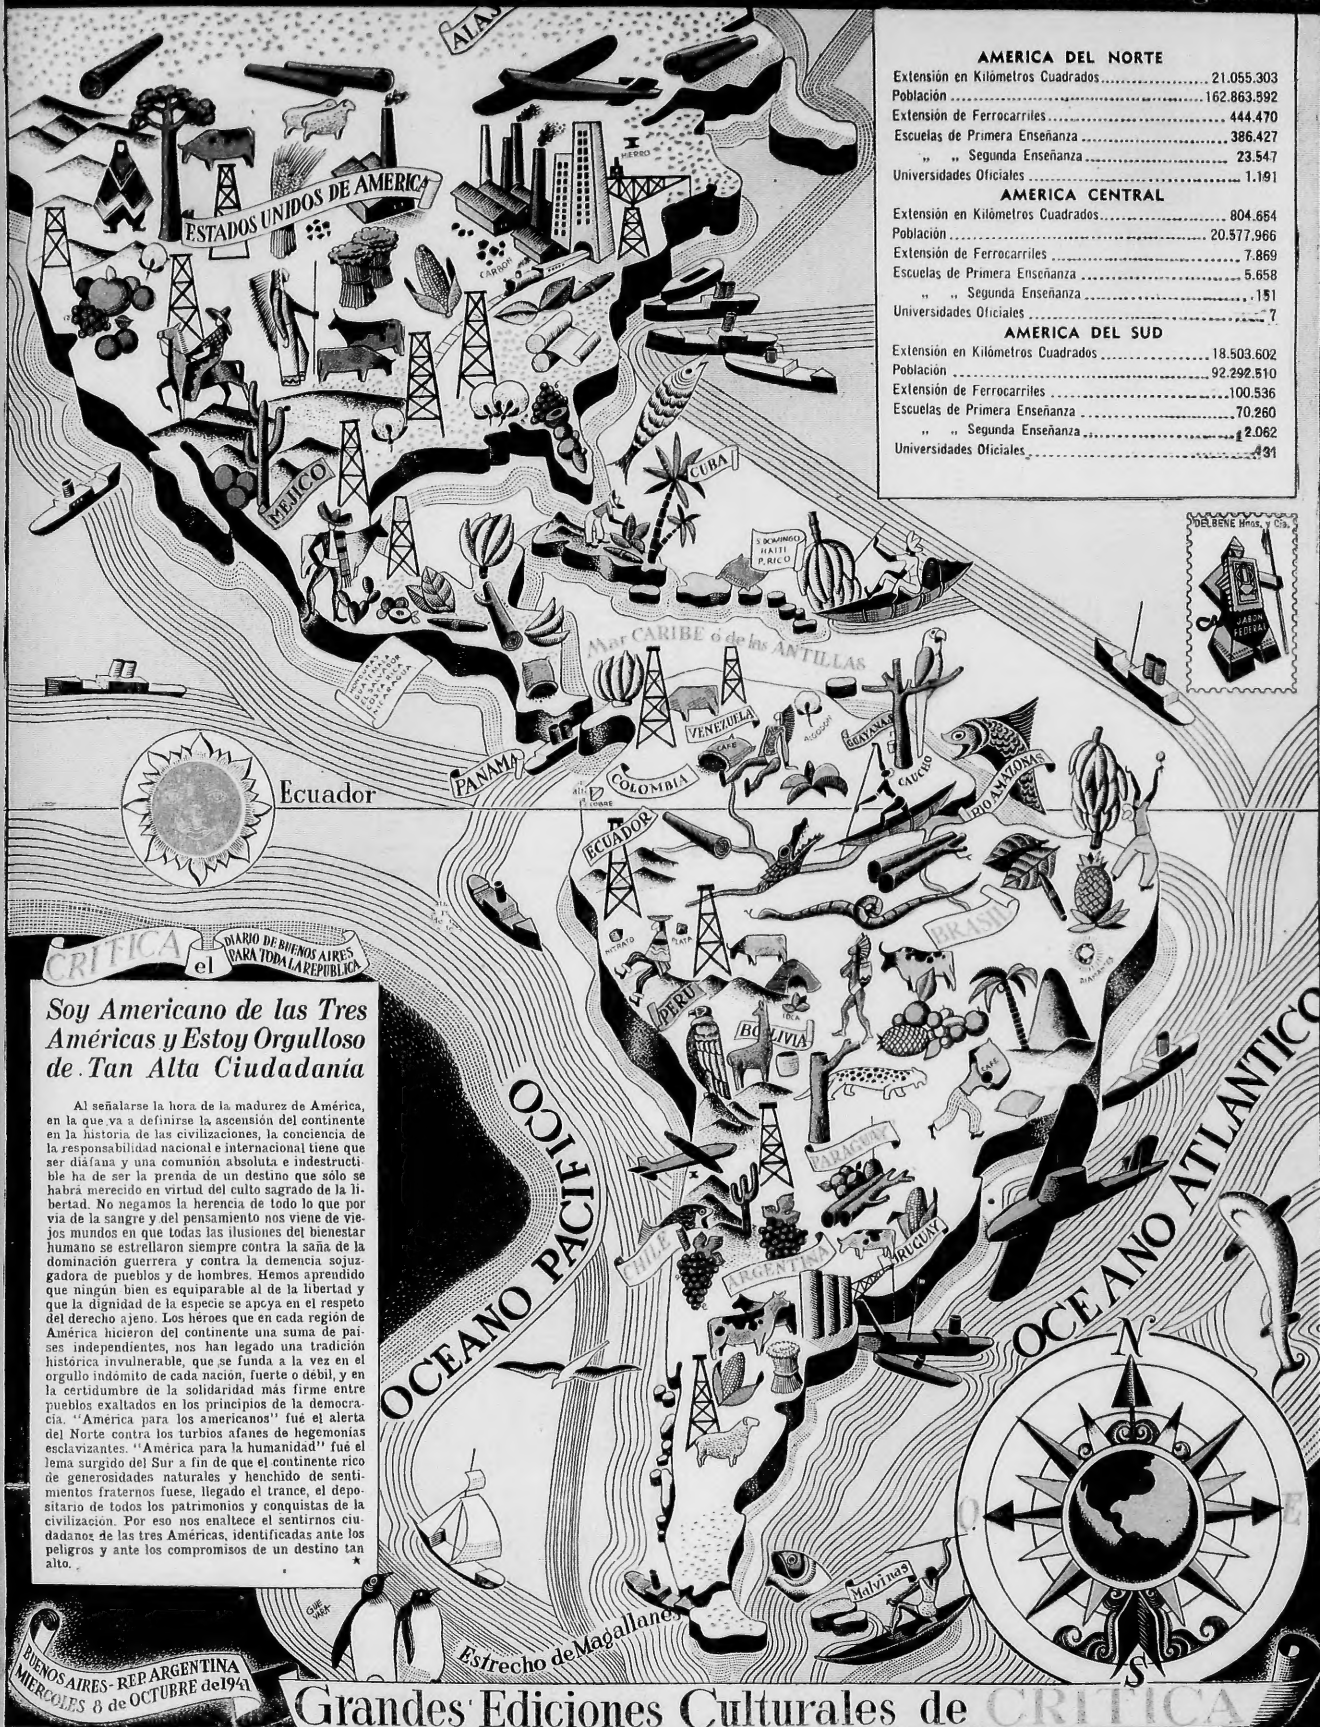 ALAS
AMERICA DEL NORTE
Extensión en Kilómetros Cuadrados 21.055.303
Población 162.863.592
Extensión de Ferrocarriles 444.470
Escuelas de Primera Enseñanza 386.427
„ „ Segunda Enseñanza 23.547
Universidades Oficiales 1.191
AMERICA CENTRAL
Extensión en Kilómetros Cuadrados 804.654
Población 20.577.966
Extensión de Ferrocarriles 7.869
Escuelas de Primera Enseñanza 5.658
„ „ Segunda Enseñanza 151
Universidades Oficiales 7
AMERICA DEL SUD
Extensión en Kilómetros Cuadrados 18.503.602
Población 92.292.510
Extensión de Ferrocarriles 100.536
Escuelas de Primera Enseñanza 70.260
„ „ Segunda Enseñanza 2.062
Universidades Oficiales
HIERRO
ESTADOS UNIDOS DE AMERICA
CARBON
CUBA
MEJICO
S. DOMINGO
HAITI
P. RICO
DELBENE Hnos. y Cía.
JABON
FEDERAL
Mar CARIBE ó de las ANTILLAS
GUATEMALA
EL SALVADOR
COSTA RICA
NICARAGUA
PANAMA
VENEZUELA
CAFE
ALGODON
GUAYANAS
COLOMBIA
CAUCHO
RIO AMAZONAS
COBRE
Ecuador
ECUADOR
BRASIL
NITRATO
PLATA
DIAMANTES
PERU
COCA
BOLIVIA
CAFE
PARAGUAY
CHILE
ARGENTINA
URUGUAY
OCEANO PACIFICO
OCEANO ATLANTICO
CRITICA
el
DIARIO DE BUENOS AIRES
PARA TODA LA REPUBLICA
Soy Americano de las Tres
Américas y Estoy Orgulloso
de Tan Alta Ciudadanía
Al señalarse la hora de la madurez de América,
en la que va a definirse la ascensión del continente
en la historia de las civilizaciones, la conciencia de
la responsabilidad nacional e internacional tiene que
ser diáfana y una comunión absoluta e indestructi-
ble ha de ser la prenda de un destino que sólo se
habrá merecido en virtud del culto sagrado de la li-
bertad. No negamos la herencia de todo lo que por
vía de la sangre y del pensamiento nos viene de vie-
jos mundos en que todas las ilusiones del bienestar
humano se estrellaron siempre contra la saña de la
dominación guerrera y contra la demencia sojuz-
gadora de pueblos y de hombres. Hemos aprendido
que ningún bien es equiparable al de la libertad y
que la dignidad de la especie se apoya en el respeto
del derecho ajeno. Los héroes que en cada región de
América hicieron del continente una suma de paí-
ses independientes, nos han legado una tradición
histórica invulnerable, que se funda a la vez en el
orgullo indómito de cada nación, fuerte o débil, y en
la certidumbre de la solidaridad más firme entre
pueblos exaltados en los principios de la democra-
cia. "América para los americanos" fué el alerta
del Norte contra los turbios afanes de hegemonías
esclavizantes. "América para la humanidad" fué el
lema surgido del Sur a fin de que el continente rico
de generosidades naturales y henchido de senti-
mientos fraternos fuese, llegado el trance, el depo-
sitario de todos los patrimonios y conquistas de la
civilización. Por eso nos enaltece el sentirnos ciu-
dadanos de las tres Américas, identificadas ante los
peligros y ante los compromisos de un destino tan
alto.
N
O
E
S
Malvinas
GUEVARA
Estrecho de Magallanes
BUENOS AIRES - REP. ARGENTINA
MIERCOLES 8 de OCTUBRE de 1941
Grandes Ediciones Culturales de CRITICA